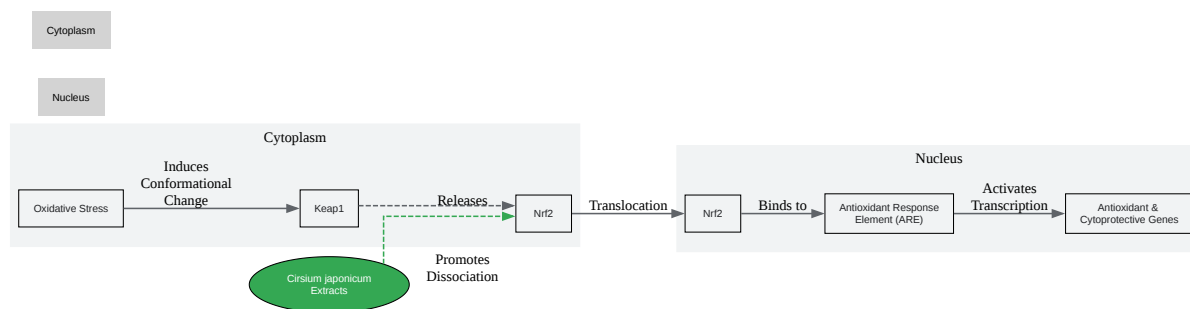 Cytoplasm
Nucleus
Cytoplasm
Nucleus
Induces
Conformational
Change
Oxidative Stress
Keap1
Releases
Nrf2
Translocation
Nrf2
Binds to
Antioxidant Response
Element (ARE)
Activates
Transcription
Antioxidant &
Cytoprotective Genes
Promotes
Dissociation
Cirsium japonicum
Extracts